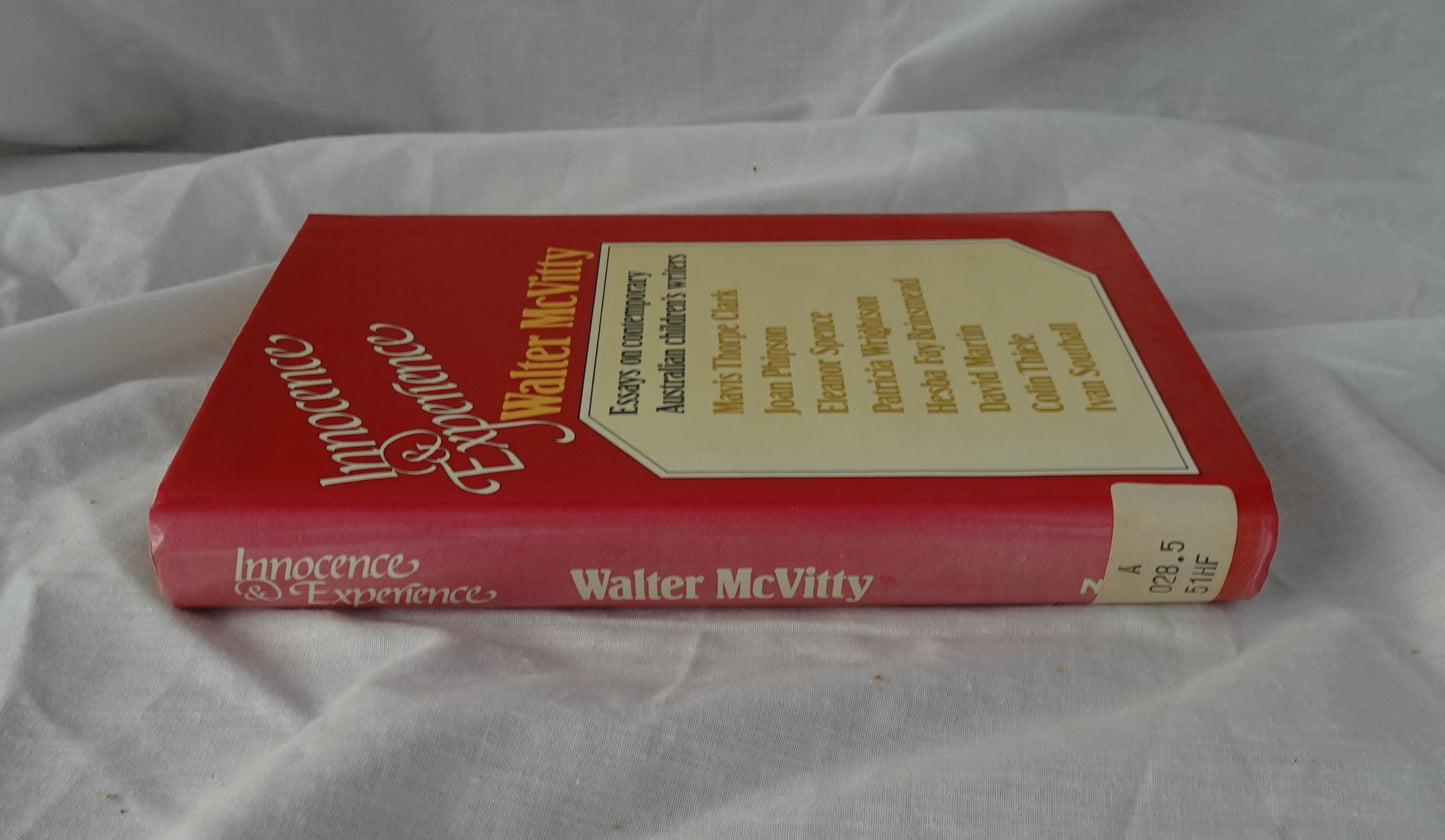 Innocence
&
Experience
Walter McVitty
Essays on contemporary
Australian children's writers
Mavis Thorpe Clark
Joan Phipson
Eleanor Spence
Patricia Wrightson
Hesba Fay Brinsmead
David Martin
Colin Thiele
Ivan Southall
Innocence
& Experience
Walter McVitty
A
028.5
51HF